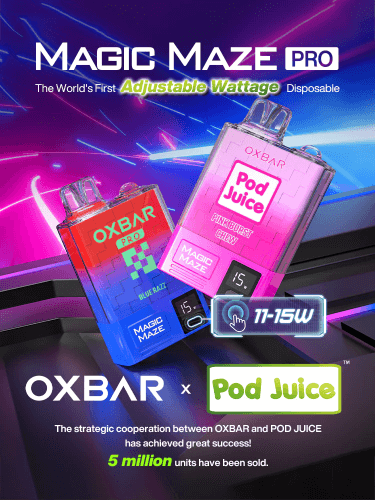 MAGIC MAZE PRO
The World's First Adjustable Wattage Disposable
OXBAR
Pod Juice
PINK BURST
CHEW
MAGIC
MAZE
15.
OXBAR
PRO
BLUE RAZZ
MAGIC
MAZE
15.
11-15W
OXBAR x Pod Juice™
The strategic cooperation between OXBAR and POD JUICE
has achieved great success!
5 million units have been sold.